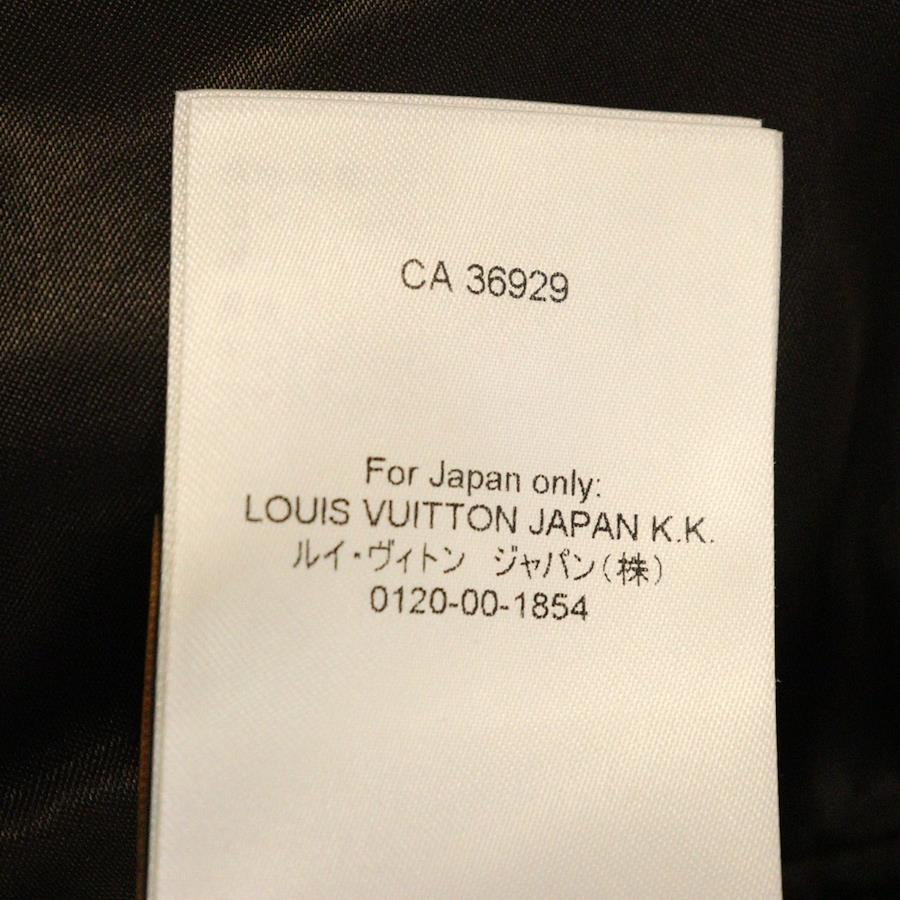 CA 36929
For Japan only:
LOUIS VUITTON JAPAN K.K.
ルイ・ヴィトン ジャパン(株)
0120-00-1854